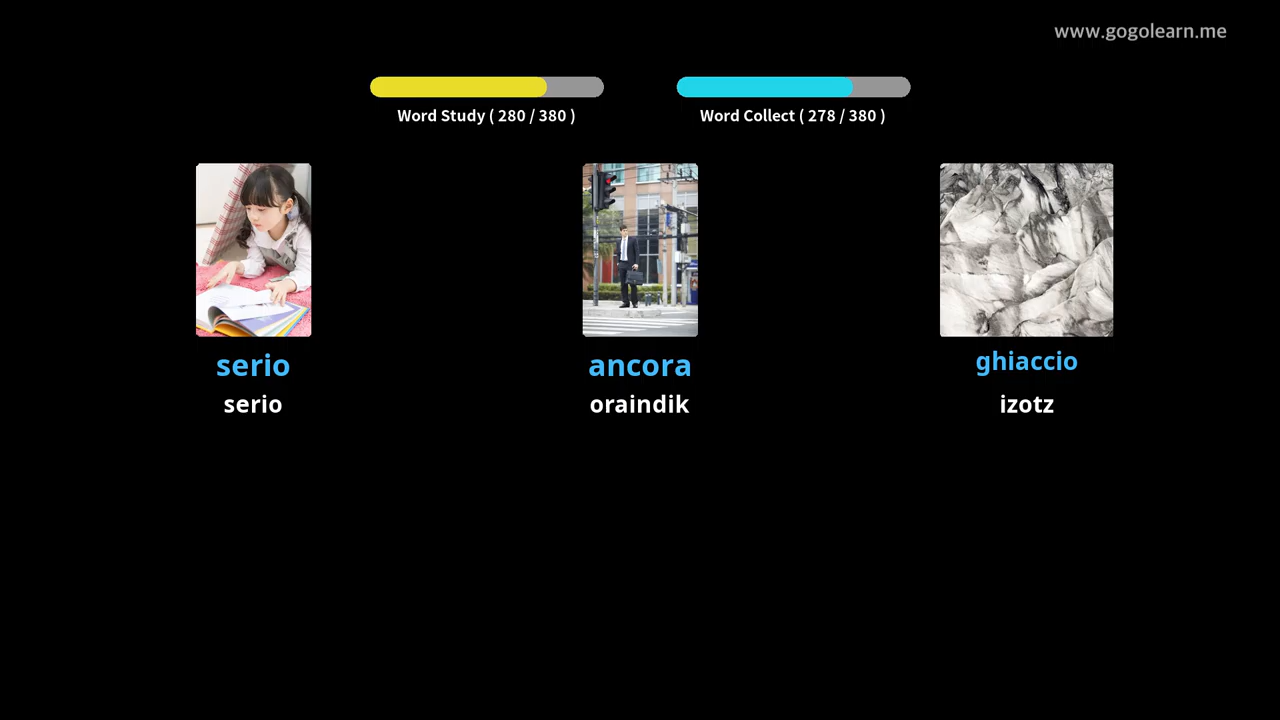 www.gogolearn.me
Word Study ( 280 / 380 )
Word Collect ( 278 / 380 )
serio
serio
ancora
oraindik
ghiaccio
izotz